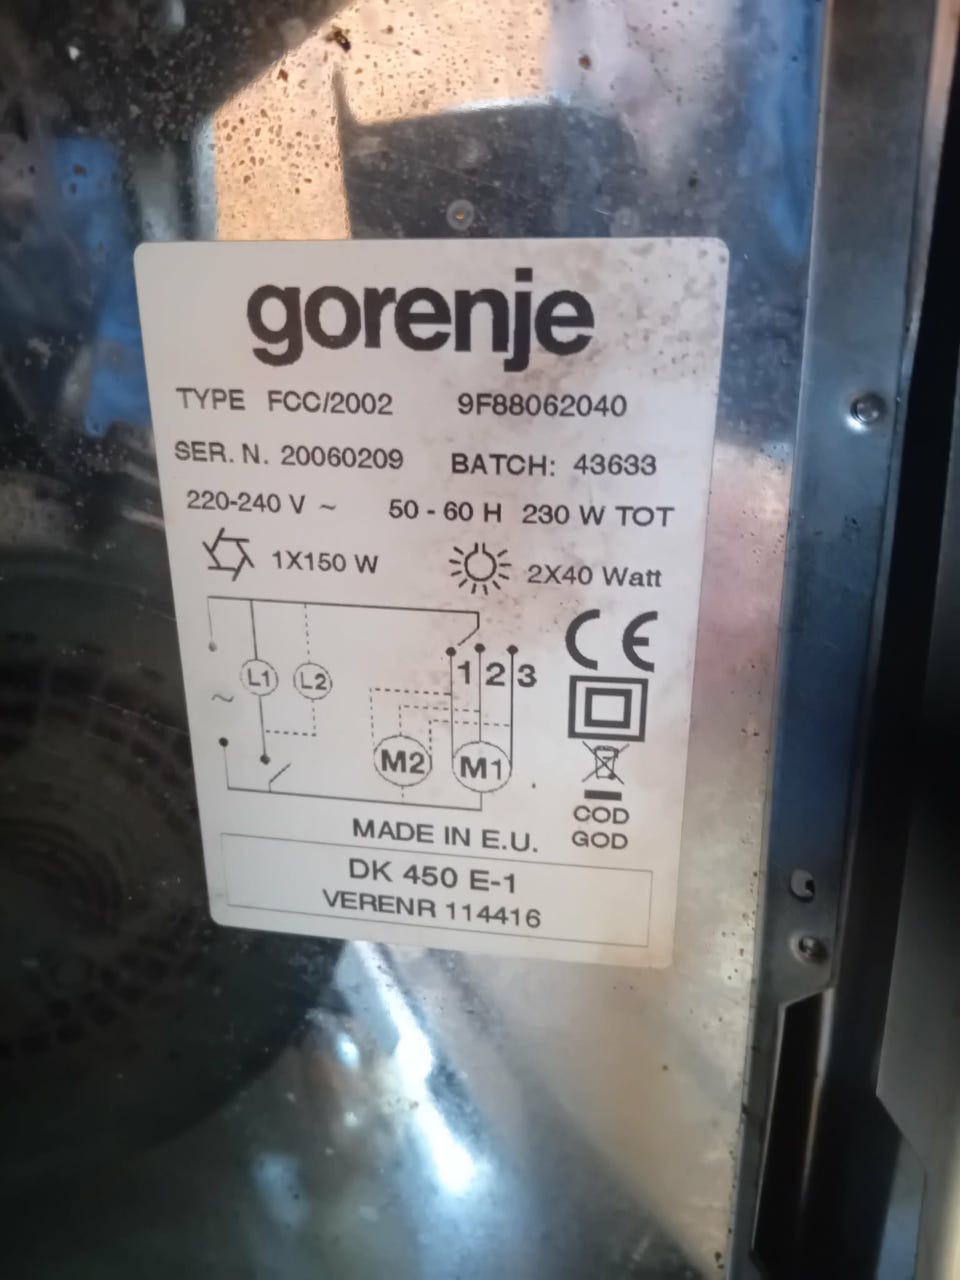 gorenje
TYPE FCC/2002 9F88062040
SER. N. 20060209 BATCH: 43633
220-240 V ~ 50 - 60 H 230 W TOT
1X150 W 2X40 Watt
CE
1 2 3
L1 L2
~
M2 M1
COD
GOD
MADE IN E.U.
DK 450 E-1
VERENR 114416